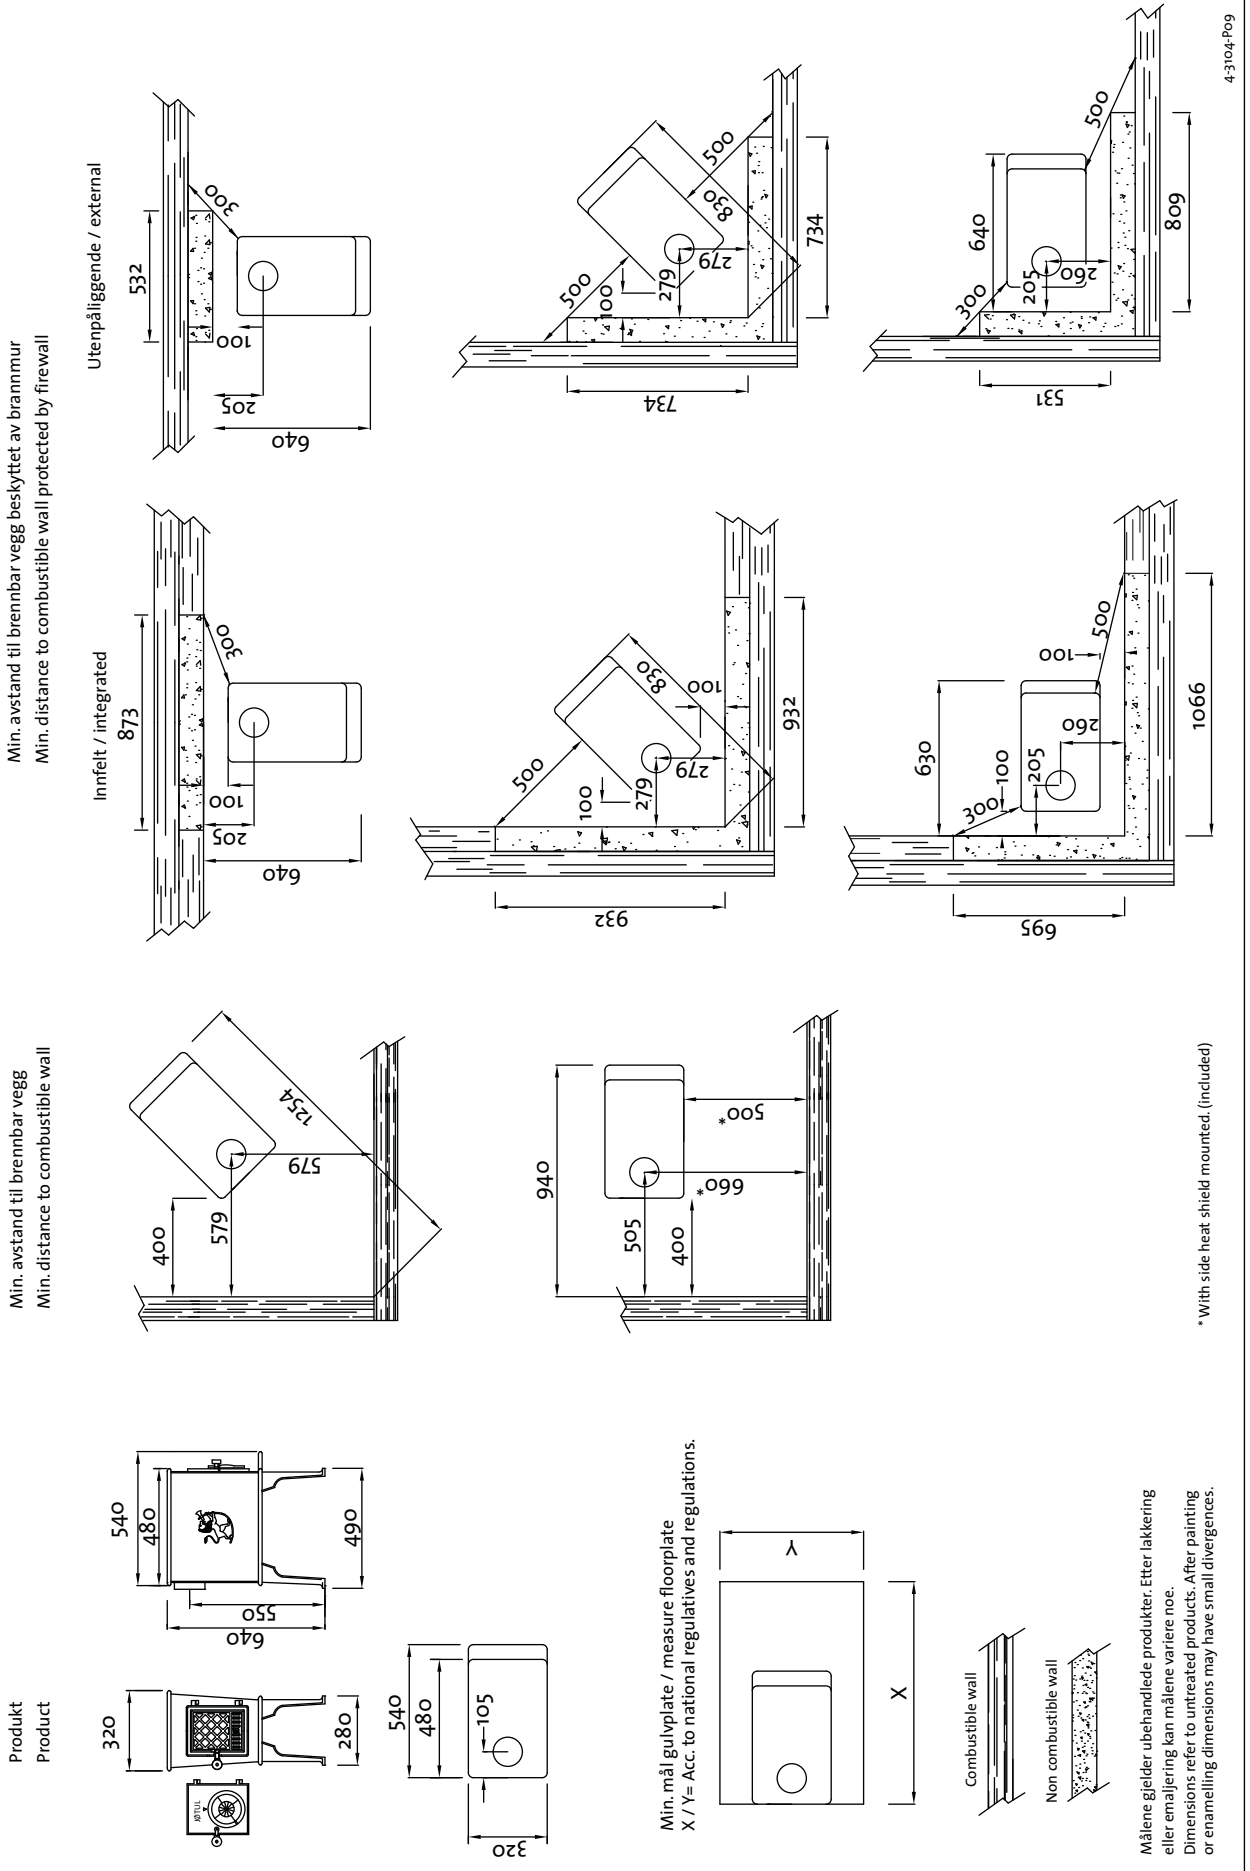 Produkt
Product
320
280
JØTUL
540
480
490
550
640
540
480
105
320
Min. mål gulvplate / measure floorplate
X / Y= Acc. to national regulatives and regulations.
Y
X
Combustible wall
Non combustible wall
Målene gjelder ubehandlede produkter. Etter lakkering
eller emaljering kan målene variere noe.
Dimensions refer to untreated products. After painting
or enamelling dimensions may have small divergences.
Min. avstand til brennbar vegg
Min. distance to combustible wall
400
579
579
1254
940
505
400
500*
660*
* With side heat shield mounted. (included)
Min. avstand til brennbar vegg beskyttet av brannmur
Min. distance to combustible wall protected by firewall
Innfelt / integrated
873
300
100
205
640
500
100
279
279
830
100
932
932
630
300
100
205
260
100
500
695
1066
Utenpåliggende / external
532
300
100
205
640
500
100
279
279
830
500
734
734
640
300
205
260
500
531
809
4-3104-P09